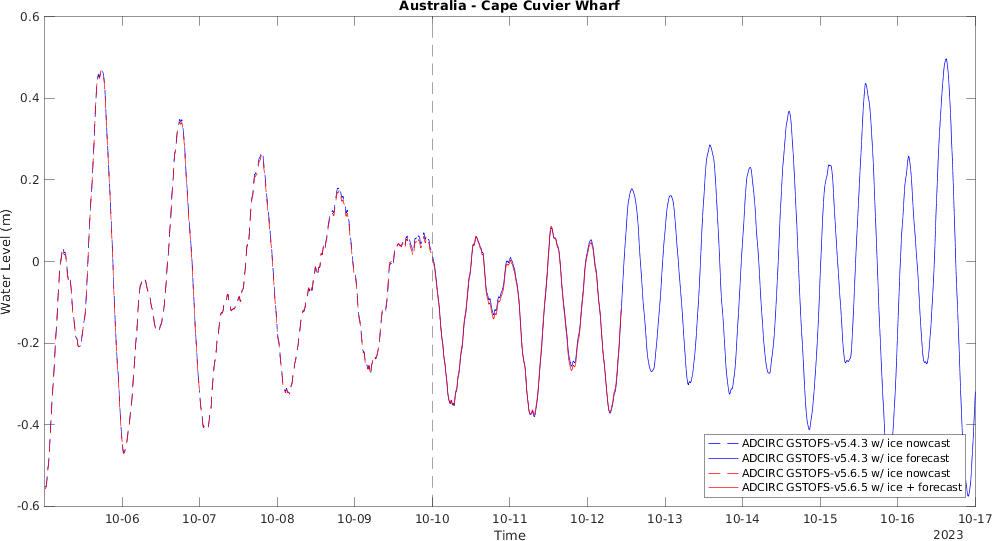 Australia - Cape Cuvier Wharf
Water Level (m)
0.6
0.4
0.2
0
-0.2
-0.4
-0.6
10-06
10-07
10-08
10-09
10-10
10-11
10-12
10-13
10-14
10-15
10-16
10-17
Time
2023
ADCIRC GSTOFS-v5.4.3 w/ ice nowcast
ADCIRC GSTOFS-v5.4.3 w/ ice forecast
ADCIRC GSTOFS-v5.6.5 w/ ice nowcast
ADCIRC GSTOFS-v5.6.5 w/ ice + forecast